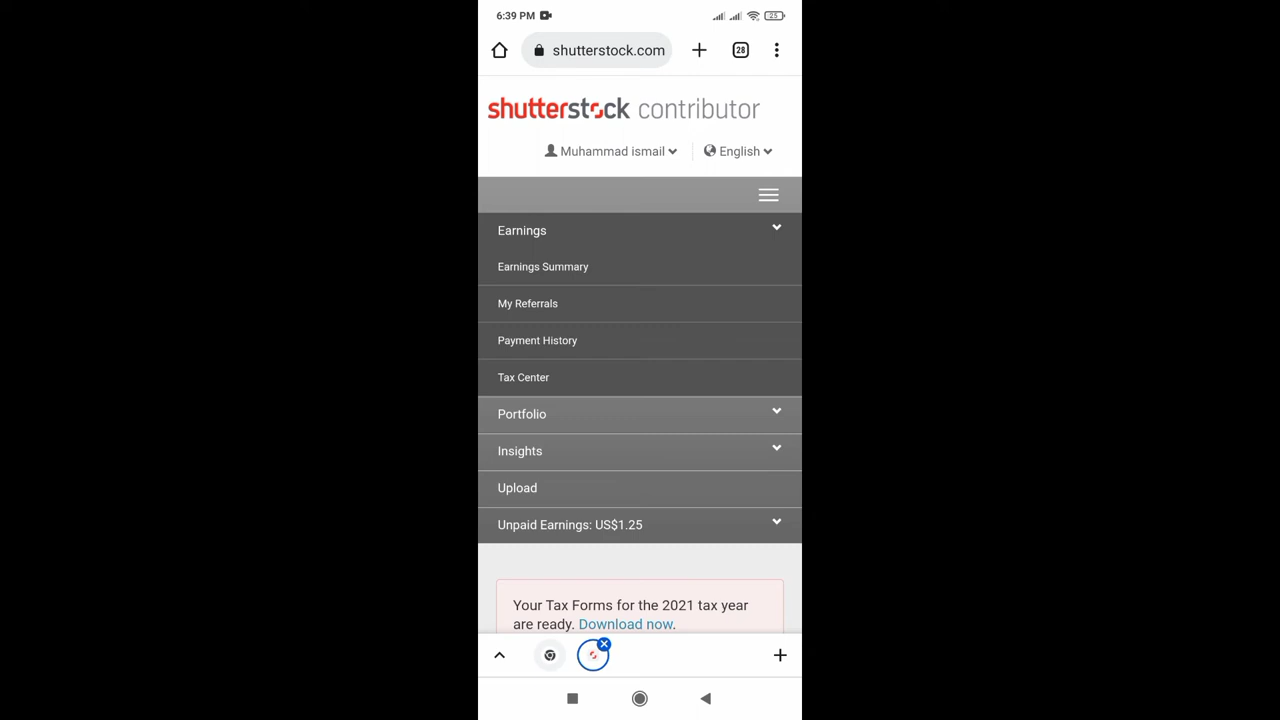 6:39 PM 25
shutterstock.com 28
shutterstock contributor
Muhammad ismail English
Earnings
Earnings Summary
My Referrals
Payment History
Tax Center
Portfolio
Insights
Upload
Unpaid Earnings: US$1.25
Your Tax Forms for the 2021 tax year
are ready. Download now.